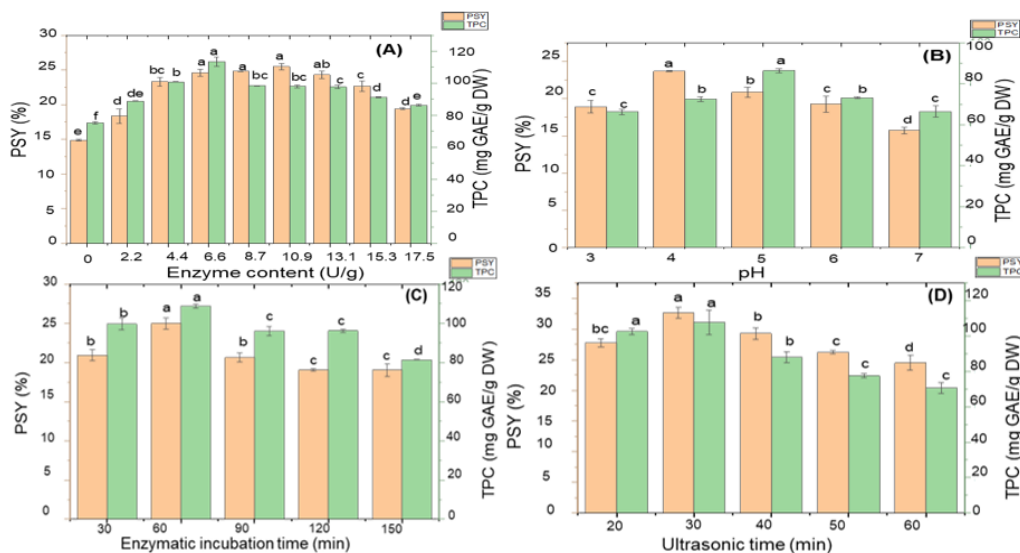 PSY
TPC
(A)
30
25
20
15
10
5
0
PSY (%)
e f d de bc b a a a bc a c ab c c d d e
120
100
80
60
40
20
0
TPC (mg GAE/g DW)
0 2.2 4.4 6.6 8.7 10.9 13.1 15.3 17.5
Enzyme content (U/g)
PSY
TPC
(B)
25
20
15
10
5
0
PSY (%)
a c a b b a c b d c
100
80
60
40
20
0
TPC (mg GAE/g DW)
3 4 5 6 7
pH
PSY
TPC
(C)
30
25
20
15
10
5
0
PSY (%)
b b a a b c c c c d
100
80
60
40
20
0
TPC (mg GAE/g DW)
30 60 90 120 150
Enzymatic incubation time (min)
PSY
TPC
(D)
35
30
25
20
15
10
5
0
PSY (%)
bc a a a b b c c d c
120
100
80
60
40
20
0
TPC (mg GAE/g DW)
20 30 40 50 60
Ultrasonic time (min)